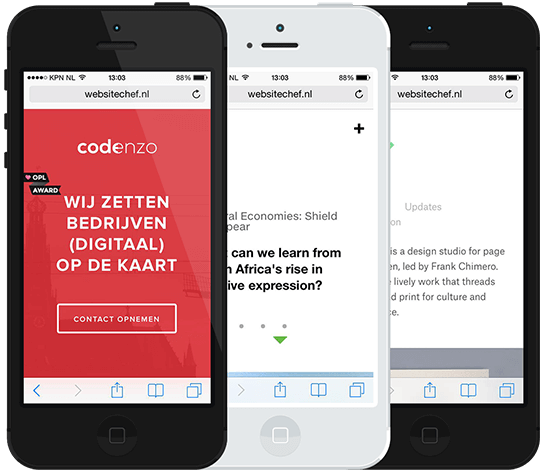 ●●●●○ KPN NL 13:03 88%
websitechef.nl
codenzo
OPL
AWARD
WIJ ZETTEN
BEDRIJVEN
(DIGITAAL)
OP DE KAART
CONTACT OPNEMEN
NL 13:03 88%
websitechef.nl
+
ral Economies: Shield
pear
can we learn from
n Africa's rise in
ive expression?
13:03 88%
websitechef.nl
Updates
on
is a design studio for page
en, led by Frank Chimero.
lively work that threads
d print for culture and
ce.